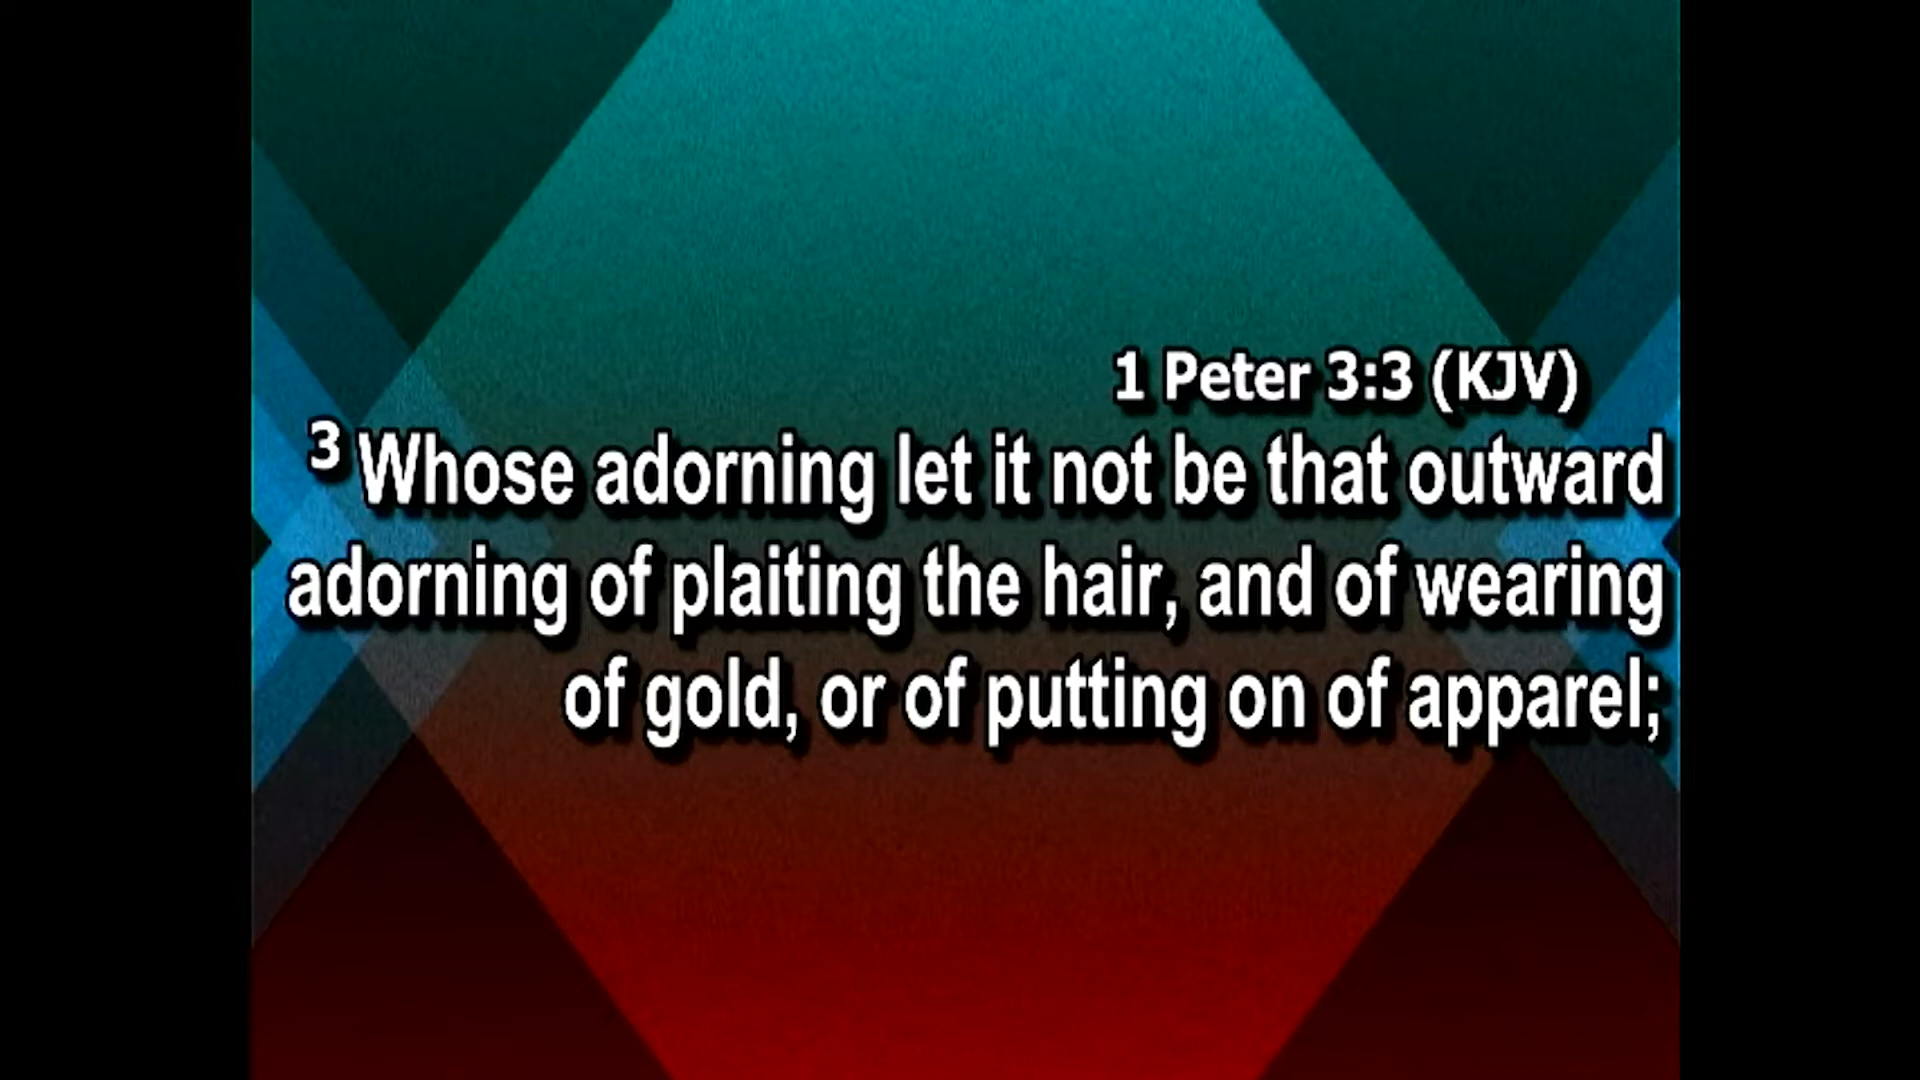 1 Peter 3:3 (KJV)
3 Whose adorning let it not be that outward
adorning of plaiting the hair, and of wearing
of gold, or of putting on of apparel;